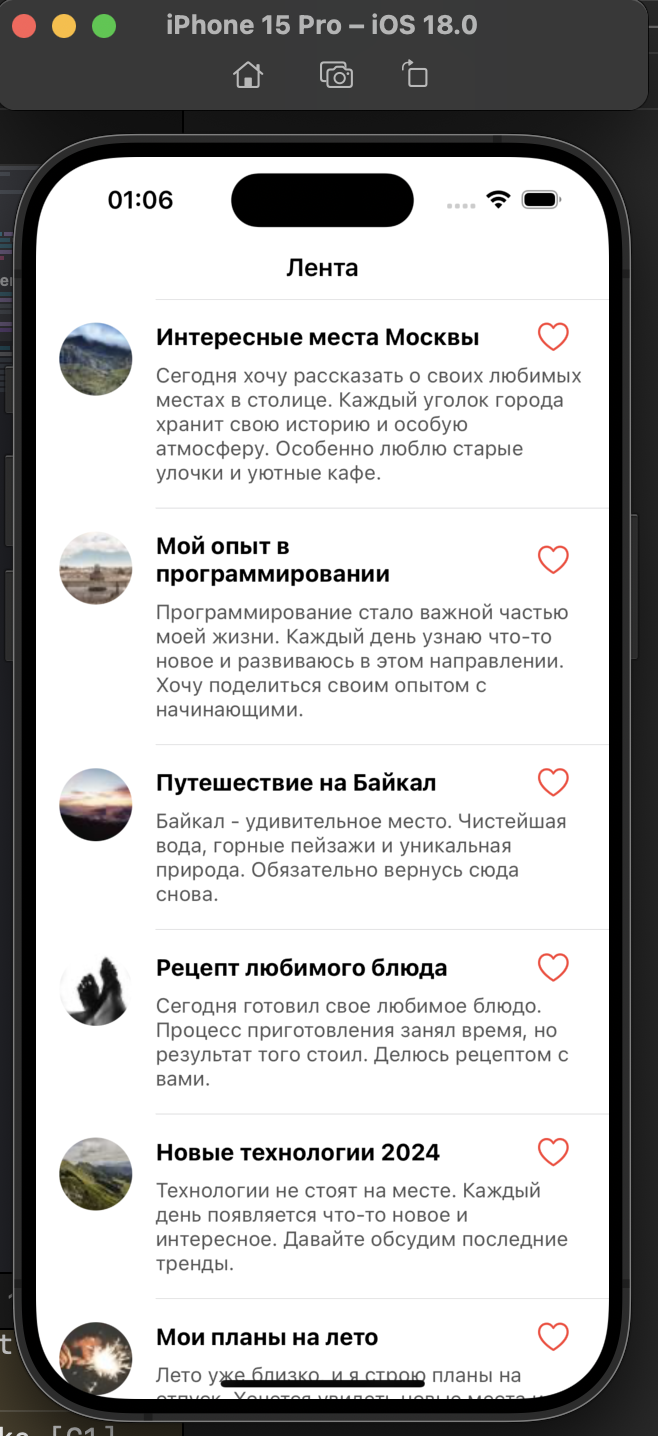 iPhone 15 Pro – iOS 18.0
01:06
Лента
Интересные места Москвы
Сегодня хочу рассказать о своих любимых
местах в столице. Каждый уголок города
хранит свою историю и особую
атмосферу. Особенно люблю старые
улочки и уютные кафе.
Мой опыт в
программировании
Программирование стало важной частью
моей жизни. Каждый день узнаю что-то
новое и развиваюсь в этом направлении.
Хочу поделиться своим опытом с
начинающими.
Путешествие на Байкал
Байкал - удивительное место. Чистейшая
вода, горные пейзажи и уникальная
природа. Обязательно вернусь сюда
снова.
Рецепт любимого блюда
Сегодня готовил свое любимое блюдо.
Процесс приготовления занял время, но
результат того стоил. Делюсь рецептом с
вами.
Новые технологии 2024
Технологии не стоят на месте. Каждый
день появляется что-то новое и
интересное. Давайте обсудим последние
тренды.
Мои планы на лето
Лето уже близко, и я строю планы на
отпуск. Хочется увидеть новые места и